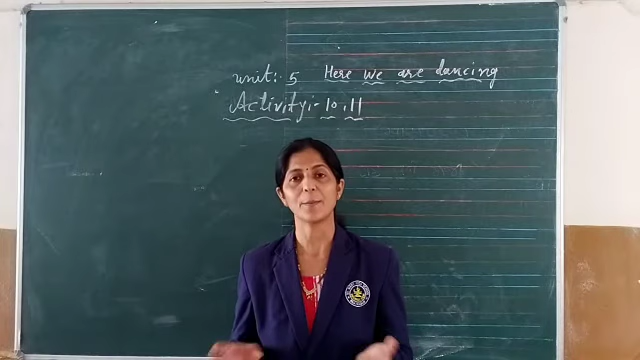 unit:- 5 Here we are dancing
Activity:- 10, 11